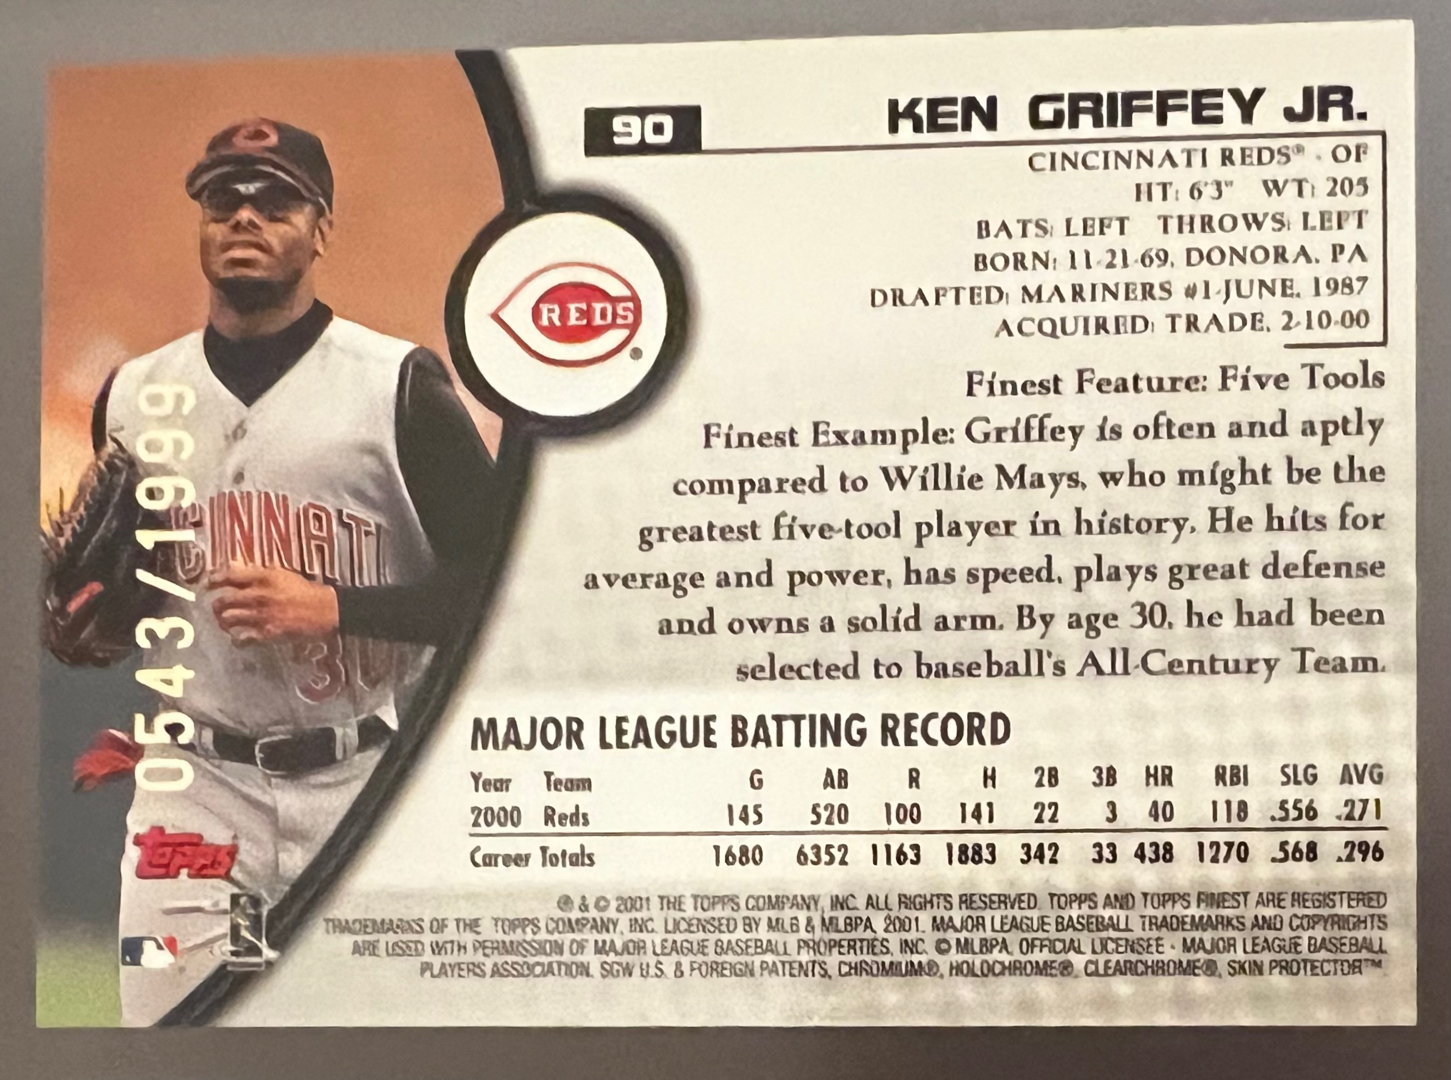 90
KEN GRIFFEY JR.
CINCINNATI REDS® · OF
HT: 6'3" WT: 205
BATS: LEFT THROWS: LEFT
BORN: 11-21-69, DONORA, PA
DRAFTED: MARINERS #1-JUNE, 1987
ACQUIRED: TRADE, 2-10-00
REDS
®
Finest Feature: Five Tools
Finest Example: Griffey is often and aptly
compared to Willie Mays, who might be the
greatest five-tool player in history. He hits for
average and power, has speed, plays great defense
and owns a solid arm. By age 30, he had been
selected to baseball's All-Century Team.
0543/1999
CINNATI
30
Topps
MAJOR LEAGUE BATTING RECORD
Year Team G AB R H 2B 3B HR RBI SLG AVG
2000 Reds 145 520 100 141 22 3 40 118 .556 .271
Career Totals 1680 6352 1163 1883 342 33 438 1270 .568 .296
® & © 2001 THE TOPPS COMPANY, INC. ALL RIGHTS RESERVED. TOPPS AND TOPPS FINEST ARE REGISTERED
TRADEMARKS OF THE TOPPS COMPANY, INC. LICENSED BY MLB & MLBPA, 2001. MAJOR LEAGUE BASEBALL TRADEMARKS AND COPYRIGHTS
ARE USED WITH PERMISSION OF MAJOR LEAGUE BASEBALL PROPERTIES, INC. © MLBPA. OFFICIAL LICENSEE - MAJOR LEAGUE BASEBALL
PLAYERS ASSOCIATION. SGW U.S. & FOREIGN PATENTS, CHROMIUM®, HOLOCHROME®, CLEARCHROME®, SKIN PROTECTOR™